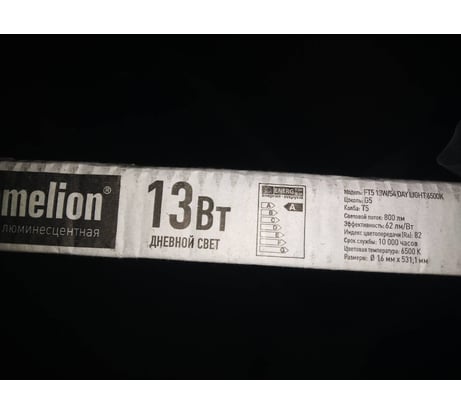 melion®
люминесцентная
13Вт
ДНЕВНОЙ СВЕТ
ENERG
A
A
B
Модель: FT5 13W/54 DAY LIGHT 6500K
Цоколь: G5
Колба: T5
Световой поток: 800 лм
Эффективность: 62 лм/Вт
Индекс цветопередачи (Ra): 82
Срок службы: 10 000 часов
Цветовая температура: 6500 K
Размеры: Ø 16 мм x 531,1 мм